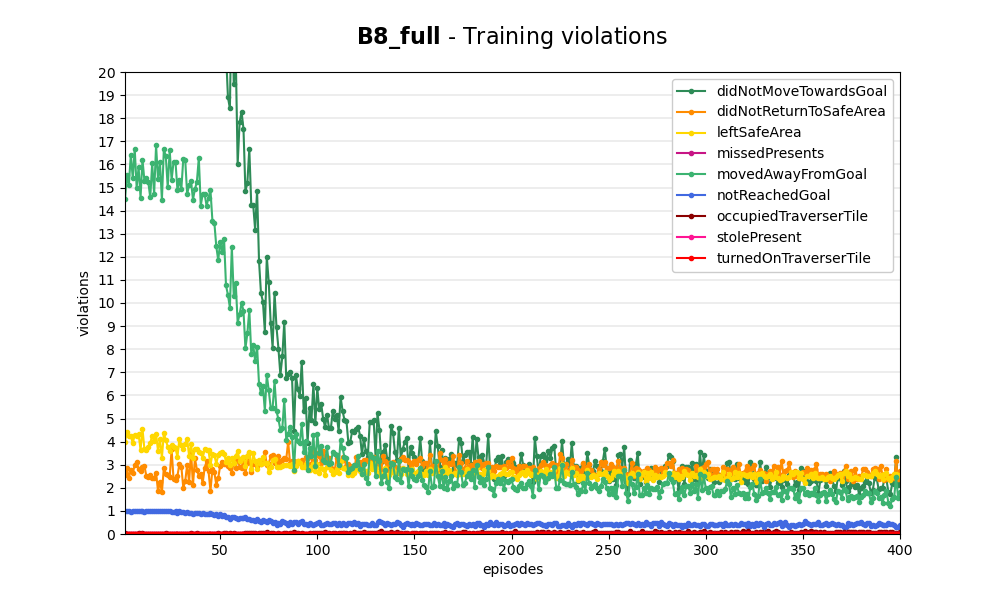 B8_full - Training violations
20
19
18
17
16
15
14
13
12
11
10
9
8
7
6
5
4
3
2
1
0
violations
didNotMoveTowardsGoal
didNotReturnToSafeArea
leftSafeArea
missedPresents
movedAwayFromGoal
notReachedGoal
occupiedTraverserTile
stolePresent
turnedOnTraverserTile
50 100 150 200 250 300 350 400
episodes